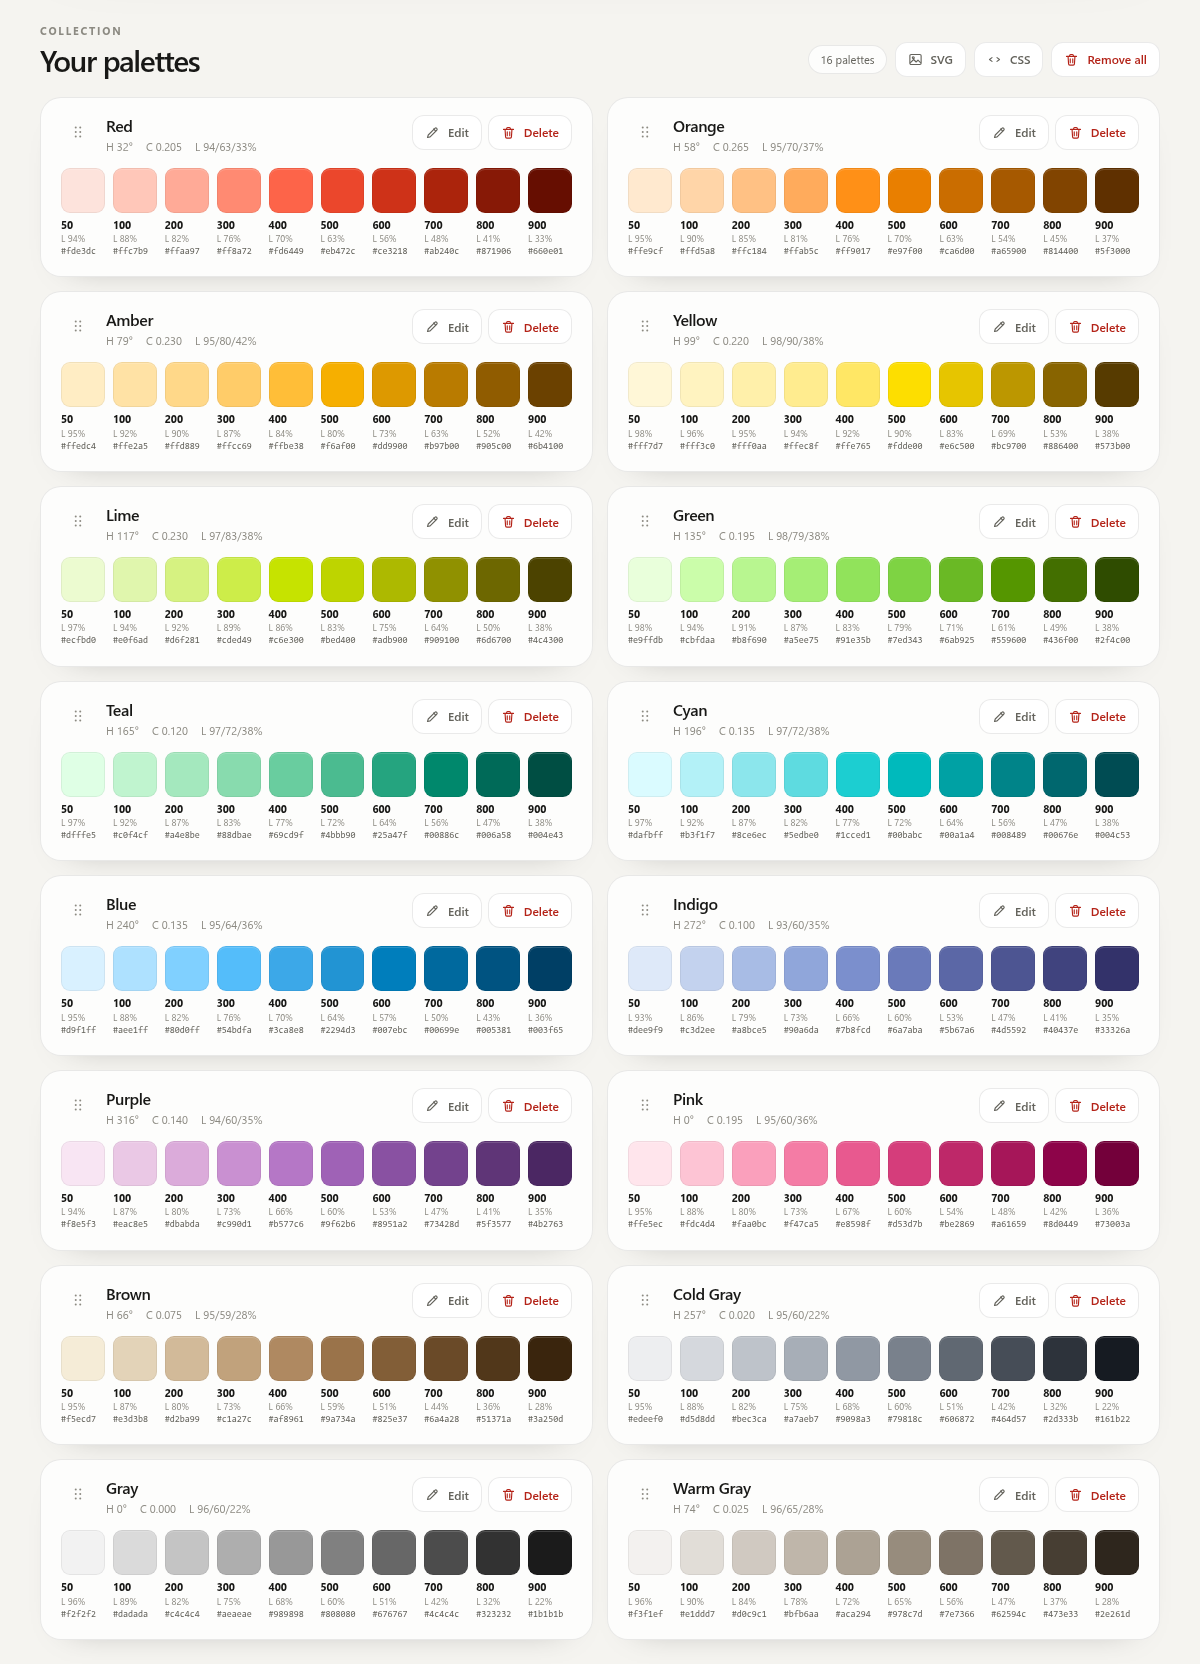 COLLECTION
Your palettes
16 palettes SVG CSS Remove all
Red Edit Delete
H 32° C 0.205 L 94/63/33%
50 100 200 300 400 500 600 700 800 900
L 94% L 88% L 82% L 76% L 70% L 63% L 56% L 48% L 41% L 33%
#fde3dc #ffc7b9 #ffaa97 #ff8a72 #fd6449 #eb472c #ce3218 #ab240c #871906 #660e01
Orange Edit Delete
H 58° C 0.265 L 95/70/37%
50 100 200 300 400 500 600 700 800 900
L 95% L 90% L 85% L 81% L 76% L 70% L 63% L 54% L 45% L 37%
#ffe9cf #ffd5a8 #ffc184 #ffab5c #ff9017 #e97f00 #ca6d00 #a65900 #814400 #5f3000
Amber Edit Delete
H 79° C 0.230 L 95/80/42%
50 100 200 300 400 500 600 700 800 900
L 95% L 92% L 90% L 87% L 84% L 80% L 73% L 63% L 52% L 42%
#ffedc4 #ffe2a5 #ffd889 #ffcc69 #ffbe38 #f6af00 #dd9900 #b97b00 #905c00 #6b4100
Yellow Edit Delete
H 99° C 0.220 L 98/90/38%
50 100 200 300 400 500 600 700 800 900
L 98% L 96% L 95% L 94% L 92% L 90% L 83% L 69% L 53% L 38%
#fff7d7 #fff3c0 #fff0aa #ffec8f #ffe765 #fdde00 #e6c500 #bc9700 #886400 #573b00
Lime Edit Delete
H 117° C 0.230 L 97/83/38%
50 100 200 300 400 500 600 700 800 900
L 97% L 94% L 92% L 89% L 86% L 83% L 75% L 64% L 50% L 38%
#ecfbd0 #e0f6ad #d6f281 #cded49 #c6e300 #bed400 #adb900 #909100 #6d6700 #4c4300
Green Edit Delete
H 135° C 0.195 L 98/79/38%
50 100 200 300 400 500 600 700 800 900
L 98% L 94% L 91% L 87% L 83% L 79% L 71% L 61% L 49% L 38%
#e9ffdb #cbfdaa #b8f690 #a5ee75 #91e35b #7ed343 #6ab925 #559600 #436f00 #2f4c00
Teal Edit Delete
H 165° C 0.120 L 97/72/38%
50 100 200 300 400 500 600 700 800 900
L 97% L 92% L 87% L 83% L 77% L 72% L 64% L 56% L 47% L 38%
#dfffe5 #c0f4cf #a4e8be #88dbae #69cd9f #4bbb90 #25a47f #00886c #006a58 #004e43
Cyan Edit Delete
H 196° C 0.135 L 97/72/38%
50 100 200 300 400 500 600 700 800 900
L 97% L 92% L 87% L 82% L 77% L 72% L 64% L 56% L 47% L 38%
#dafbff #b3f1f7 #8ce6ec #5edbe0 #1cced1 #00babc #00a1a4 #008489 #00676e #004c53
Blue Edit Delete
H 240° C 0.135 L 95/64/36%
50 100 200 300 400 500 600 700 800 900
L 95% L 88% L 82% L 76% L 70% L 64% L 57% L 50% L 43% L 36%
#d9f1ff #aee1ff #80d0ff #54bdfa #3ca8e8 #2294d3 #007ebc #00699e #005381 #003f65
Indigo Edit Delete
H 272° C 0.100 L 93/60/35%
50 100 200 300 400 500 600 700 800 900
L 93% L 86% L 79% L 73% L 66% L 60% L 53% L 47% L 41% L 35%
#dee9f9 #c3d2ee #a8bce5 #90a6da #7b8fcd #6a7aba #5b67a6 #4d5592 #40437e #33326a
Purple Edit Delete
H 316° C 0.140 L 94/60/35%
50 100 200 300 400 500 600 700 800 900
L 94% L 87% L 80% L 73% L 66% L 60% L 53% L 47% L 41% L 35%
#f8e5f3 #eac8e5 #dbabda #c990d1 #b577c6 #9f62b6 #8951a2 #73428d #5f3577 #4b2763
Pink Edit Delete
H 0° C 0.195 L 95/60/36%
50 100 200 300 400 500 600 700 800 900
L 95% L 88% L 80% L 73% L 67% L 60% L 54% L 48% L 42% L 36%
#ffe5ec #fdc4d4 #faa0bc #f47ca5 #e8598f #d53d7b #be2869 #a61659 #8d0449 #73003a
Brown Edit Delete
H 66° C 0.075 L 95/59/28%
50 100 200 300 400 500 600 700 800 900
L 95% L 87% L 80% L 73% L 66% L 59% L 51% L 44% L 36% L 28%
#f5ecd7 #e3d3b8 #d2ba99 #c1a27c #af8961 #9a734a #825e37 #6a4a28 #51371a #3a250d
Cold Gray Edit Delete
H 257° C 0.020 L 95/60/22%
50 100 200 300 400 500 600 700 800 900
L 95% L 88% L 82% L 75% L 68% L 60% L 51% L 42% L 32% L 22%
#edeef0 #d5d8dd #bec3ca #a7aeb7 #9098a3 #79818c #606872 #464d57 #2d333b #161b22
Gray Edit Delete
H 0° C 0.000 L 96/60/22%
50 100 200 300 400 500 600 700 800 900
L 96% L 89% L 82% L 75% L 68% L 60% L 51% L 42% L 32% L 22%
#f2f2f2 #dadada #c4c4c4 #aeaeae #989898 #808080 #676767 #4c4c4c #323232 #1b1b1b
Warm Gray Edit Delete
H 74° C 0.025 L 96/65/28%
50 100 200 300 400 500 600 700 800 900
L 96% L 90% L 84% L 78% L 72% L 65% L 56% L 47% L 37% L 28%
#f3f1ef #e1ddd7 #d0c9c1 #bfb6aa #aca294 #978c7d #7e7366 #62594c #473e33 #2e261d